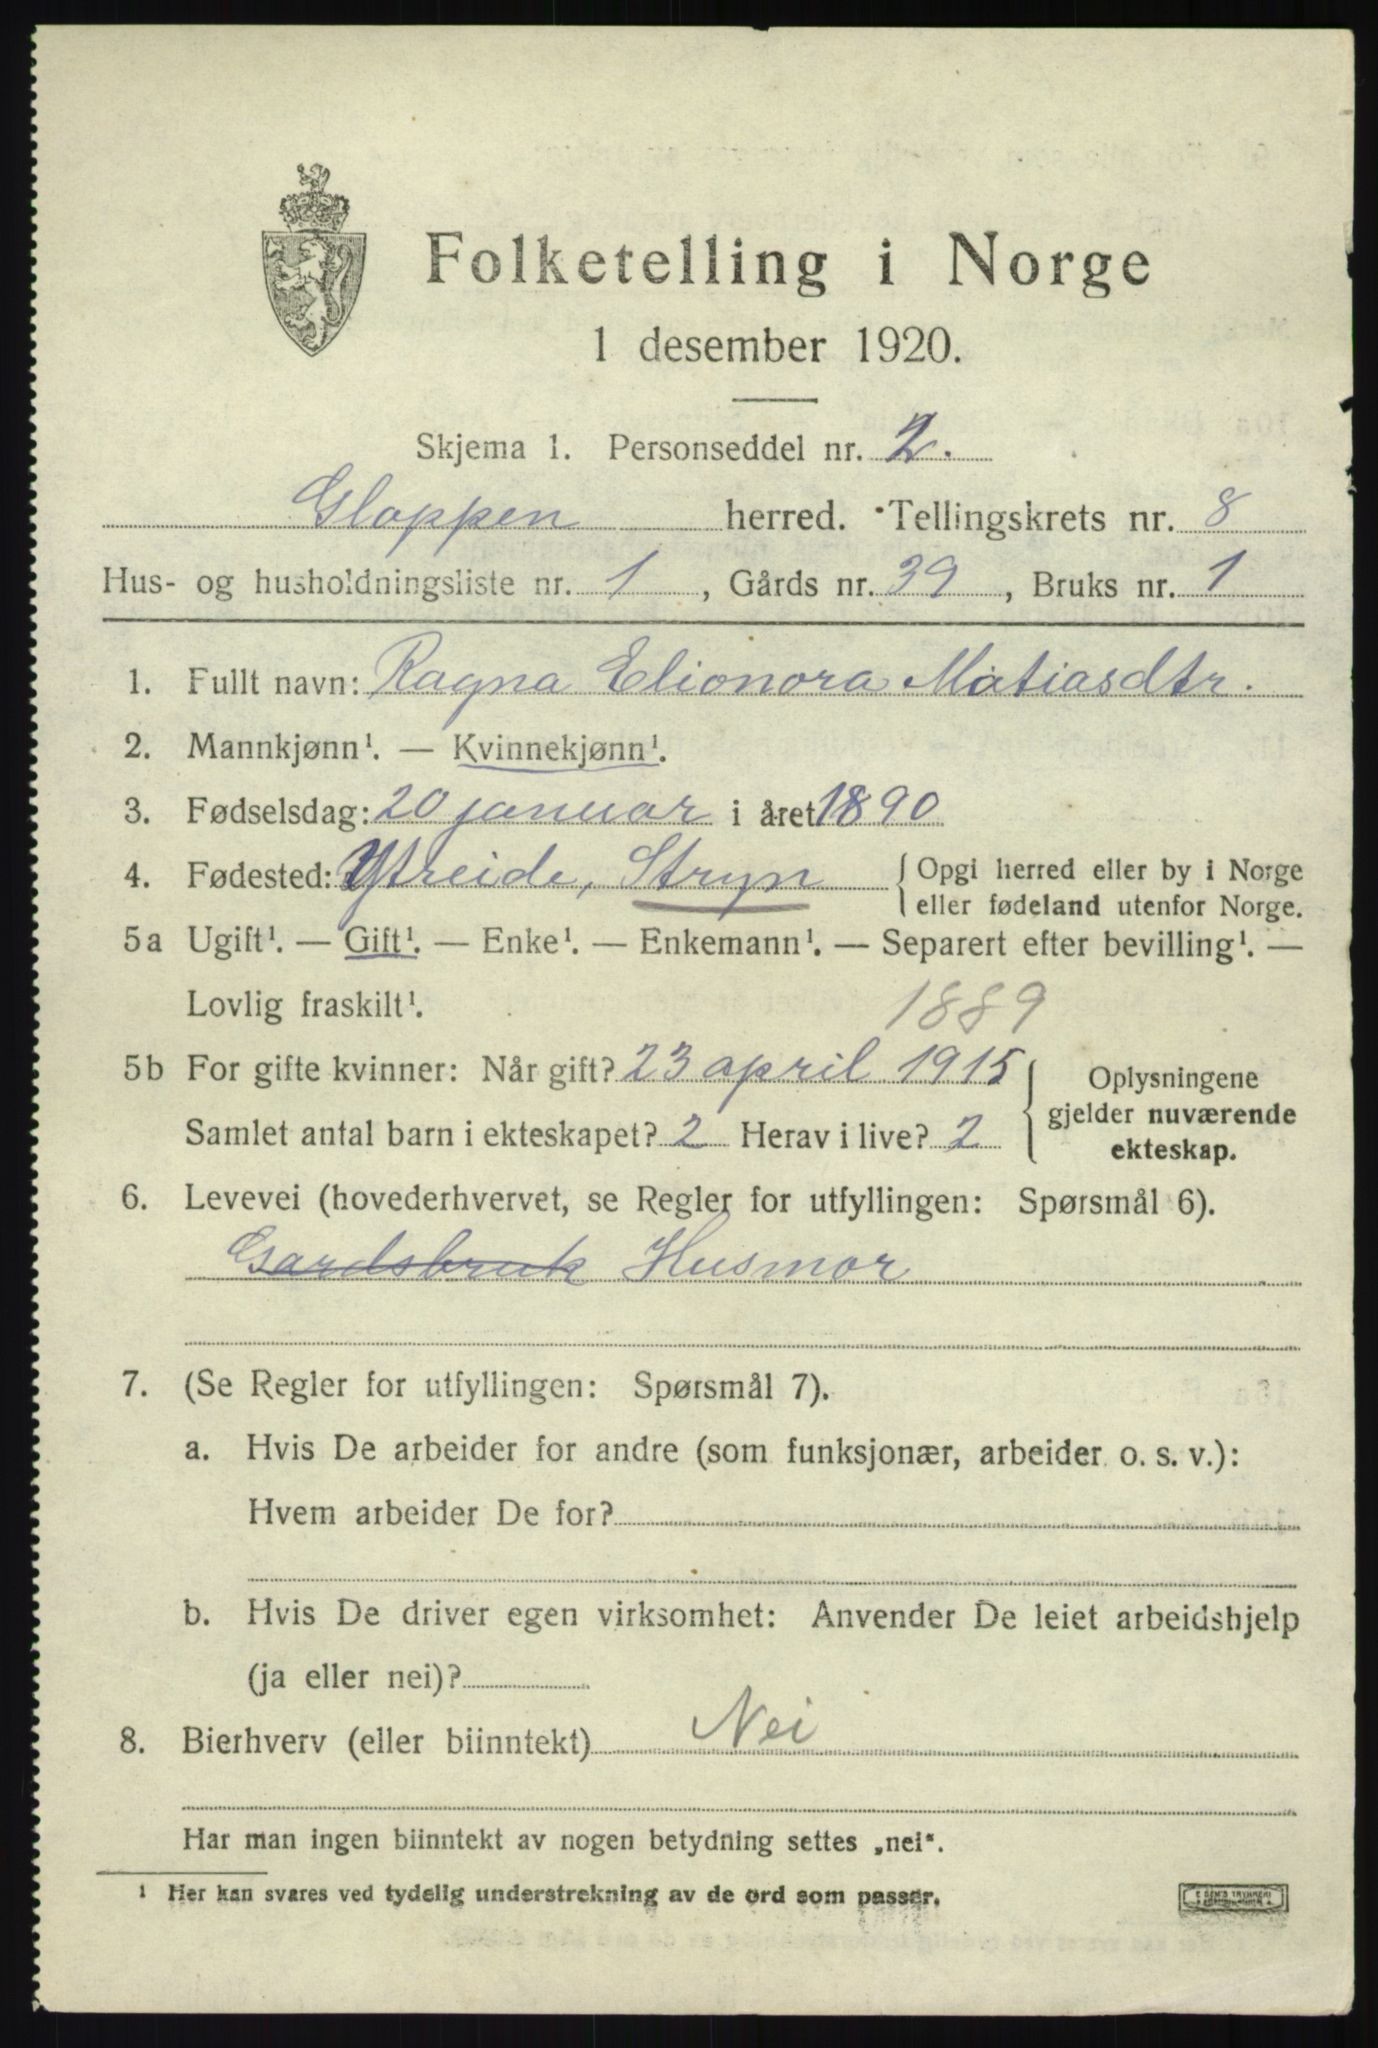 Folketelling i Norge
1 desember 1920.
Skjema 1. Personseddel nr. 2.
Gloppen herred. Tellingskrets nr. 8
Hus- og husholdningsliste nr. 1, Gårds nr. 39, Bruks nr. 1
1. Fullt navn: Ragna Elionora Matiasdtr.
2. Mannkjønn¹. — Kvinnekjønn¹.
3. Fødselsdag: 20 januar i året 1890
4. Fødested: Ytreide, Stryn { Opgi herred eller by i Norge
eller fødeland utenfor Norge.
5a Ugift¹. — Gift¹. — Enke¹. — Enkemann¹. — Separert efter bevilling¹. —
Lovlig fraskilt¹. 1889
5b For gifte kvinner: Når gift? 23 april 1915
Samlet antal barn i ekteskapet? 2 Herav i live? 2
Oplysningene
gjelder nuværende
ekteskap.
6. Levevei (hovederhvervet, se Regler for utfyllingen: Spørsmål 6).
Gardsbruk Husmor
7. (Se Regler for utfyllingen: Spørsmål 7).
a. Hvis De arbeider for andre (som funksjonær, arbeider o. s. v.):
Hvem arbeider De for?
b. Hvis De driver egen virksomhet: Anvender De leiet arbeidshjelp
(ja eller nei)?
8. Bierhverv (eller biinntekt) Nei
Har man ingen biinntekt av nogen betydning settes „nei".
¹ Her kan svares ved tydelig understrekning av de ord som passer.